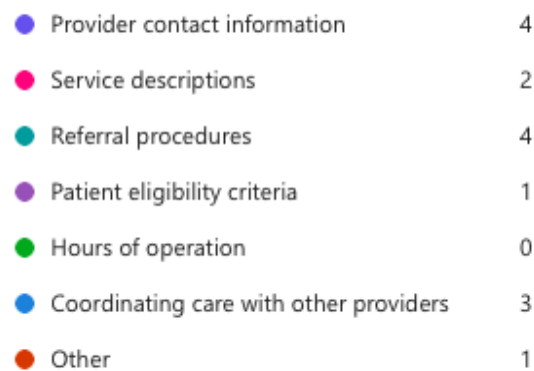 Provider contact information 4
Service descriptions 2
Referral procedures 4
Patient eligibility criteria 1
Hours of operation 0
Coordinating care with other providers 3
Other 1